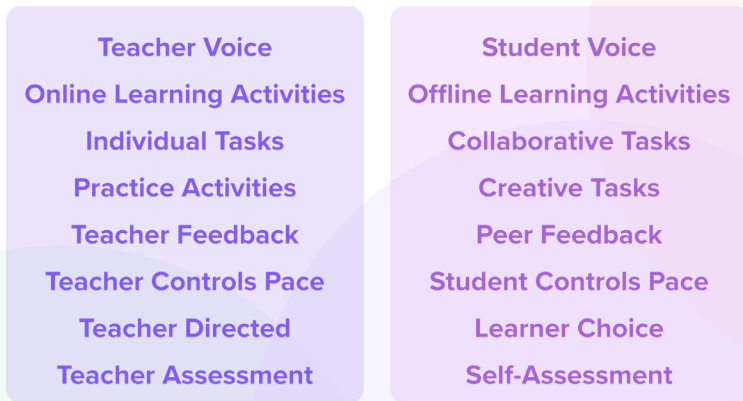 Teacher Voice
Online Learning Activities
Individual Tasks
Practice Activities
Teacher Feedback
Teacher Controls Pace
Teacher Directed
Teacher Assessment
Student Voice
Offline Learning Activities
Collaborative Tasks
Creative Tasks
Peer Feedback
Student Controls Pace
Learner Choice
Self-Assessment